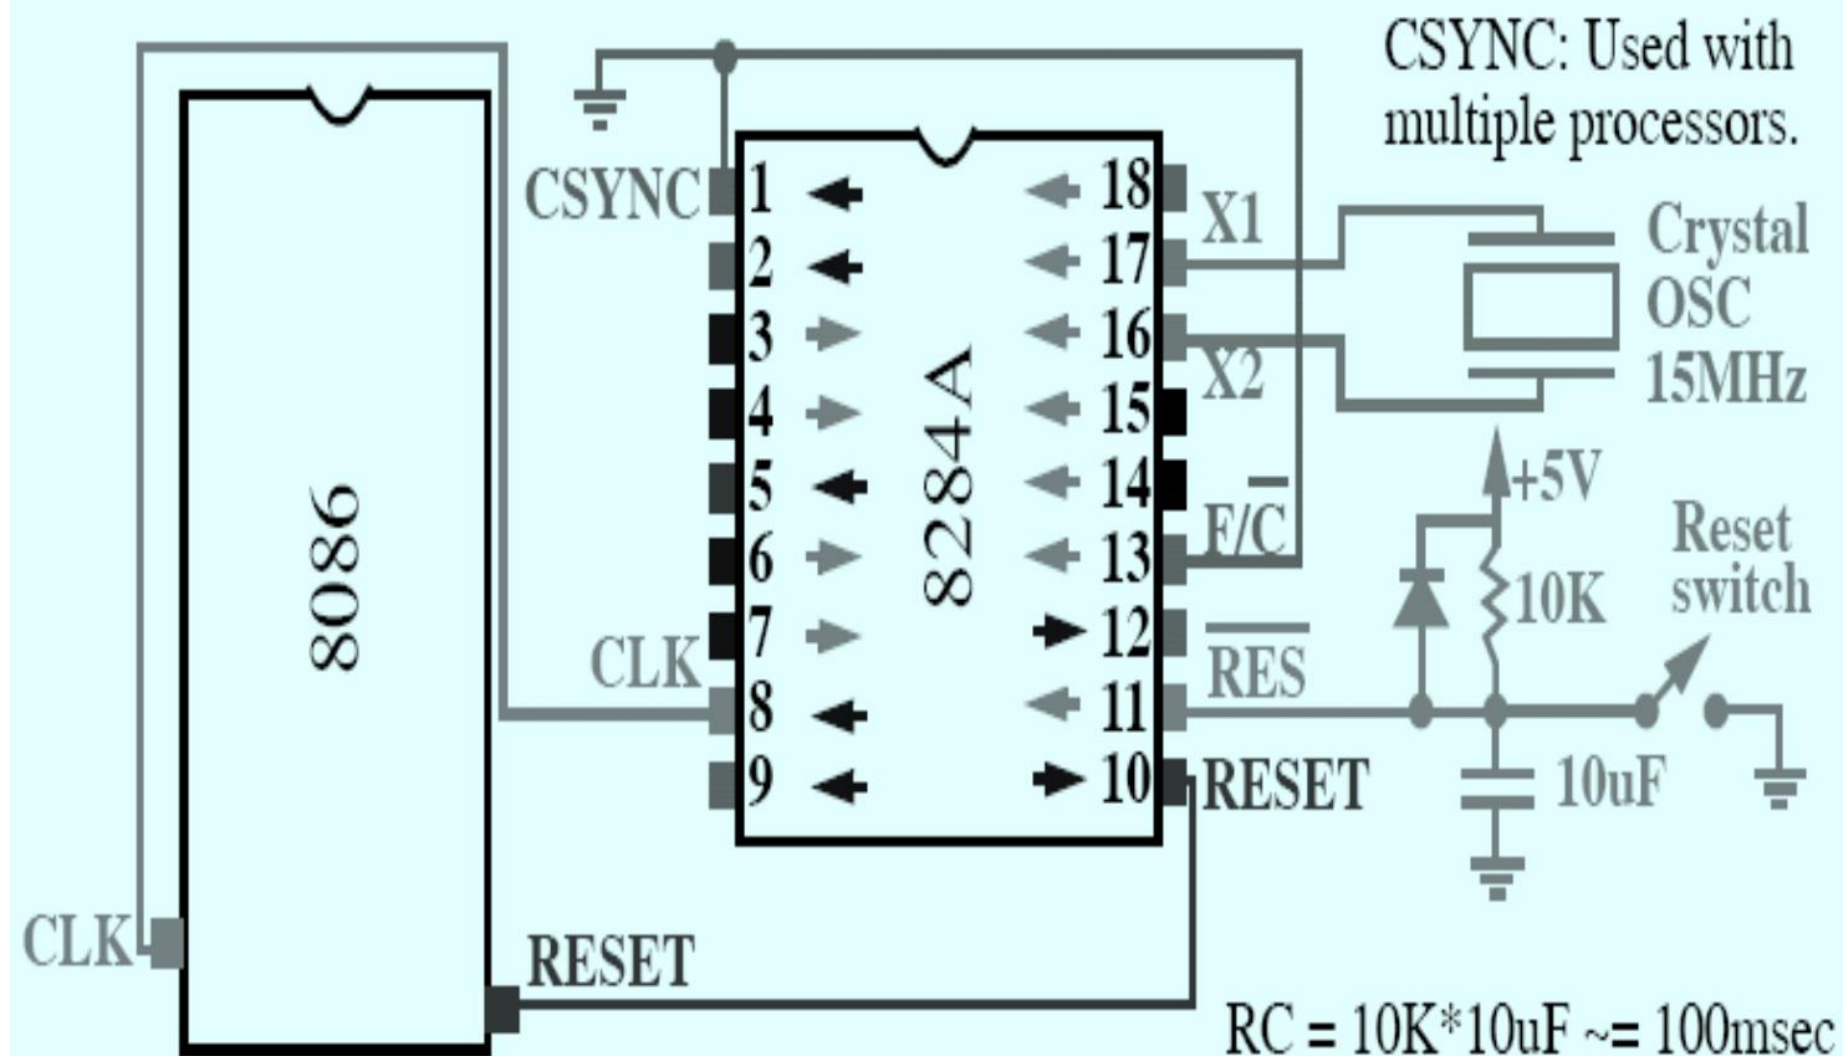 CSYNC: Used with
multiple processors.
8086
CLK
RESET
CSYNC
CLK
8284A
1
2
3
4
5
6
7
8
9
18
17
16
15
14
13
12
11
10
X1
X2
F/C̅
R̅E̅S̅
RESET
Crystal
OSC
15MHz
+5V
10K
Reset
switch
10uF
RC = 10K*10uF ~= 100msec